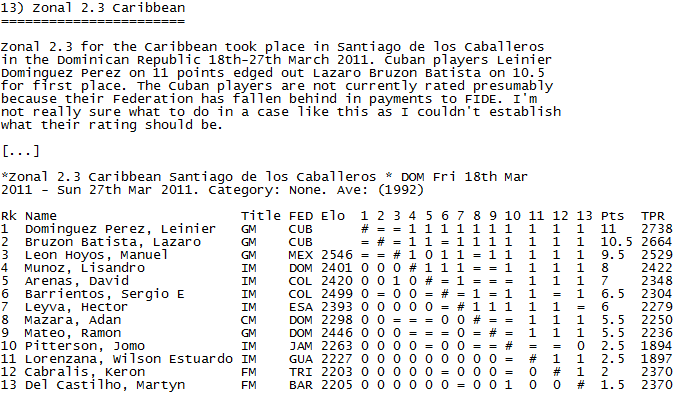 13) Zonal 2.3 Caribbean
=======================
Zonal 2.3 for the Caribbean took place in Santiago de los Caballeros
in the Dominican Republic 18th-27th March 2011. Cuban players Leinier
Dominguez Perez on 11 points edged out Lazaro Bruzon Batista on 10.5
for first place. The Cuban players are not currently rated presumably
because their Federation has fallen behind in payments to FIDE. I'm
not really sure what to do in a case like this as I couldn't establish
what their rating should be.
[...]
*Zonal 2.3 Caribbean Santiago de los Caballeros * DOM Fri 18th Mar
2011 - Sun 27th Mar 2011. Category: None. Ave: (1992)
Rk Name Title FED Elo 1 2 3 4 5 6 7 8 9 10 11 12 13 Pts TPR
1 Dominguez Perez, Leinier GM CUB # = = 1 1 1 1 1 1 1 1 1 1 11 2738
2 Bruzon Batista, Lazaro GM CUB = # = 1 1 = 1 1 1 1 1 1 1 10.5 2664
3 Leon Hoyos, Manuel GM MEX 2546 = = # 1 0 1 1 = 1 1 1 1 1 9.5 2529
4 Munoz, Lisandro IM DOM 2401 0 0 0 # 1 1 1 = = 1 1 1 1 8 2422
5 Arenas, David IM COL 2420 0 0 1 0 # = 1 = = 1 1 1 1 7 2348
6 Barrientos, Sergio E IM COL 2499 0 = 0 0 = # = 1 = 1 1 = 1 6.5 2304
7 Leyva, Hector IM ESA 2393 0 0 0 0 0 = # 1 1 1 1 1 = 6 2279
8 Mazara, Adan CM DOM 2298 0 0 = = = 0 0 # = = 1 1 1 5.5 2250
9 Mateo, Ramon GM DOM 2446 0 0 0 = = = 0 = # = 1 1 1 5.5 2236
10 Pitterson, Jomo IM JAM 2263 0 0 0 0 0 0 0 = = # = = 0 2.5 1894
11 Lorenzana, Wilson Estuardo IM GUA 2227 0 0 0 0 0 0 0 0 0 = # 1 1 2.5 1897
12 Cabralis, Keron FM TRI 2203 0 0 0 0 0 = 0 0 0 = 0 # 1 2 2370
13 Del Castilho, Martyn FM BAR 2205 0 0 0 0 0 0 = 0 0 1 0 0 # 1.5 2370